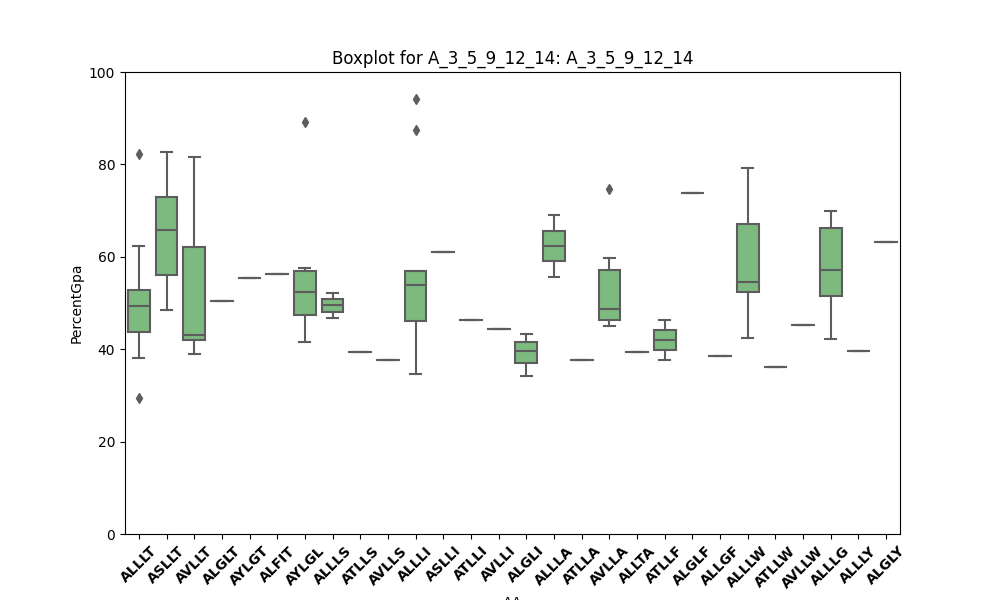 Boxplot for A_3_5_9_12_14: A_3_5_9_12_14
100
80
60
40
20
0
PercentGpa
ALLLT
ASLLT
AVLLT
ALGLT
AYLGT
ALFIT
AYLGL
ALLLS
ATLLS
AVLLS
ALLLI
ASLLI
ATLLI
AVLLI
ALGLI
ALLLA
ATLLA
AVLLA
ALLTA
ATLLF
ALGLF
ALLGF
ALLLW
ATLLW
AVLLW
ALLLG
ALLLY
ALGLY